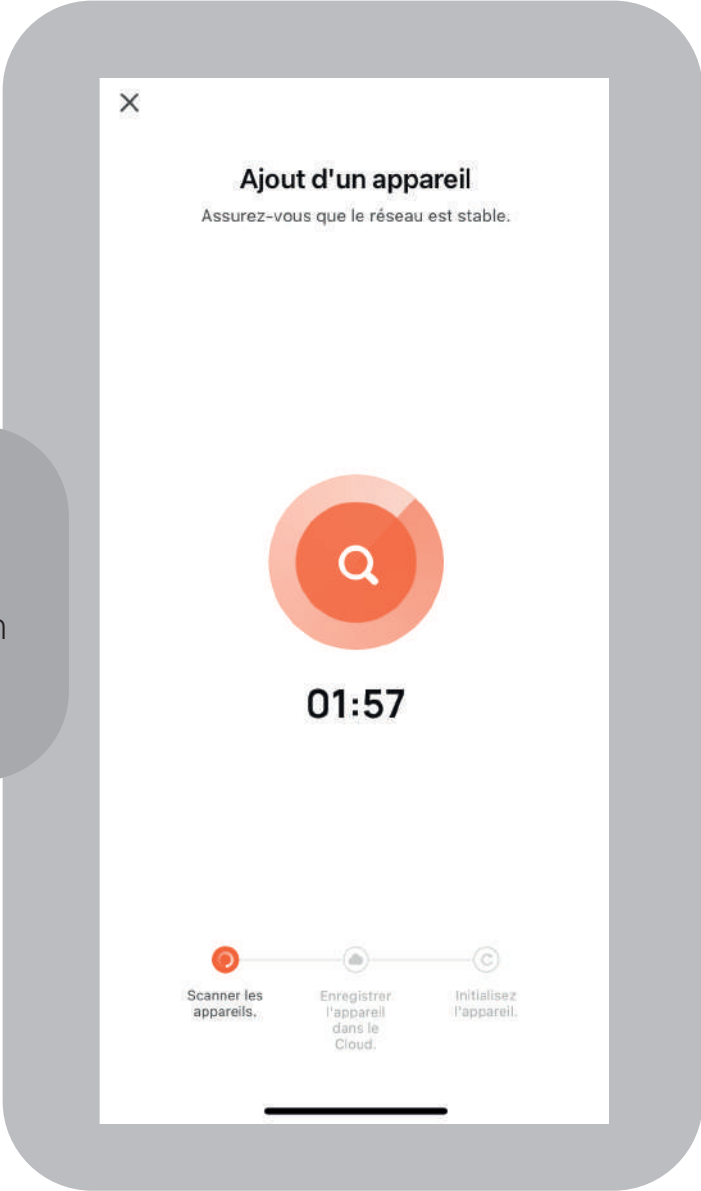 Ajout d'un appareil
Assurez-vous que le réseau est stable.
n
01:57
Scanner les
appareils.
Enregistrer
l'appareil
dans le
Cloud.
Initialisez
l'appareil.